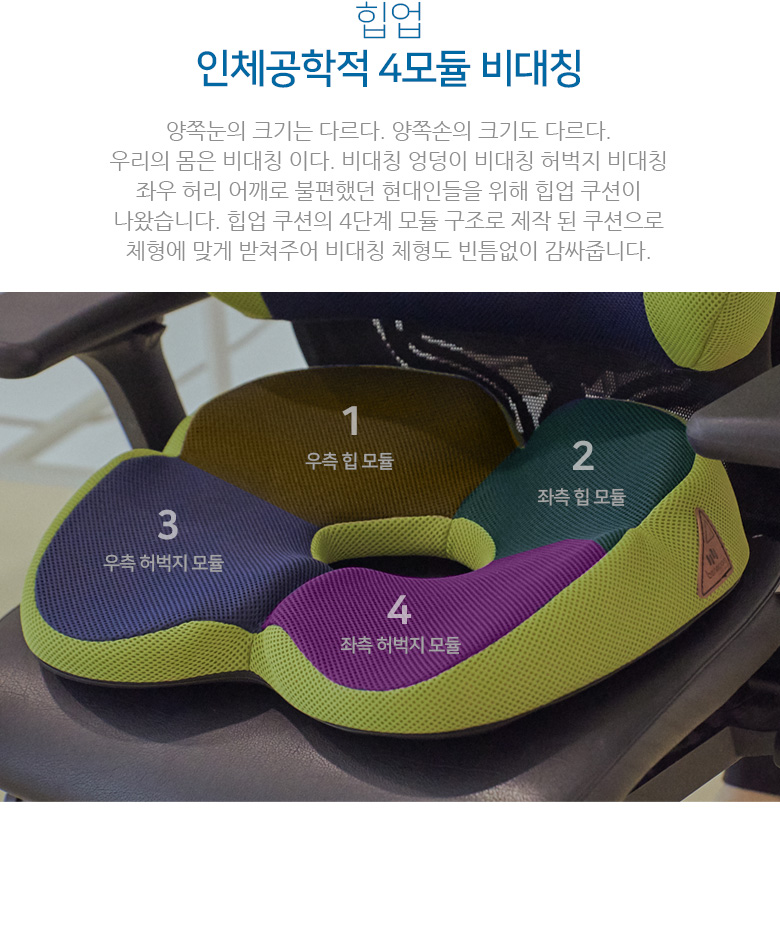 힙업
인체공학적 4모듈 비대칭
양쪽눈의 크기는 다르다. 양쪽손의 크기도 다르다.
우리의 몸은 비대칭 이다. 비대칭 엉덩이 비대칭 허벅지 비대칭
좌우 허리 어깨로 불편했던 현대인들을 위해 힙업 쿠션이
나왔습니다. 힙업 쿠션의 4단계 모듈 구조로 제작 된 쿠션으로
체형에 맞게 받쳐주어 비대칭 체형도 빈틈없이 감싸줍니다.
1
우측 힙 모듈
2
좌측 힙 모듈
3
우측 허벅지 모듈
4
좌측 허벅지 모듈